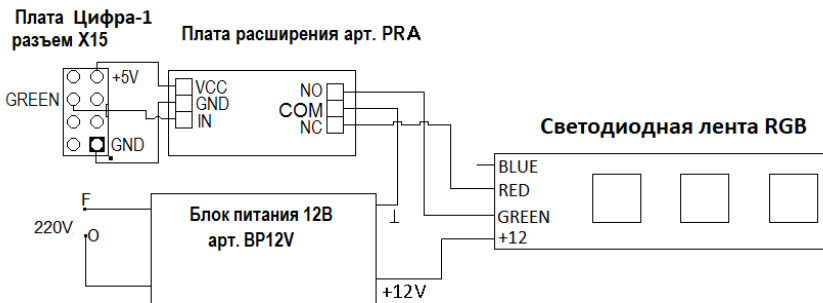 Плата Цифра-1
разъем X15
Плата расширения арт. PRA
+5V
GREEN
GND
VCC
GND
IN
NO
COM
NC
Светодиодная лента RGB
BLUE
RED
GREEN
+12
F
220V
O
Блок питания 12В
арт. BP12V
+12V